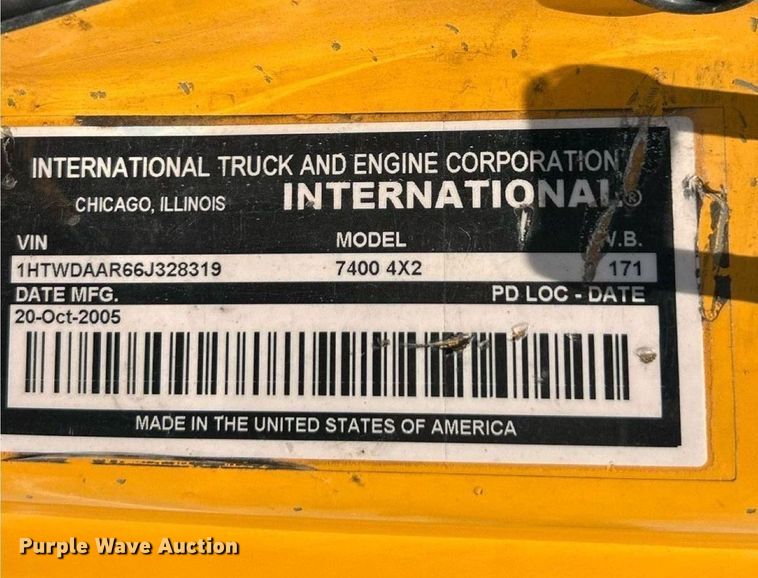 INTERNATIONAL TRUCK AND ENGINE CORPORATION
CHICAGO, ILLINOIS INTERNATIONAL®
VIN MODEL W.B.
1HTWDAAR66J328319 7400 4X2 171
DATE MFG. PD LOC - DATE
20-Oct-2005
MADE IN THE UNITED STATES OF AMERICA
Purple Wave Auction